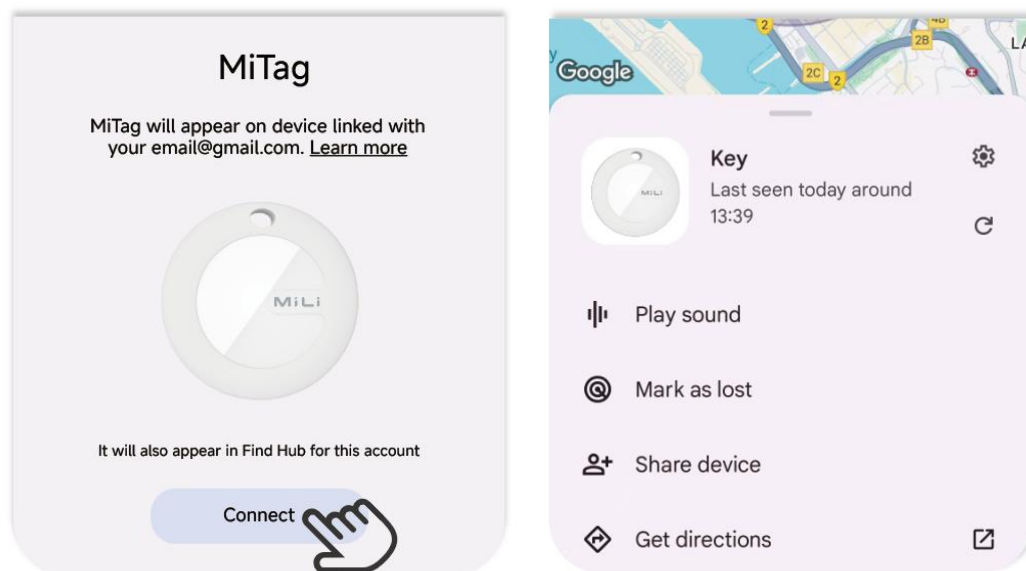 MiTag
MiTag will appear on device linked with
your email@gmail.com. Learn more
MiLi
It will also appear in Find Hub for this account
Connect
2
2B
LA
2C
2
Google
Key
Last seen today around
13:39
MiLi
Play sound
Mark as lost
Share device
Get directions